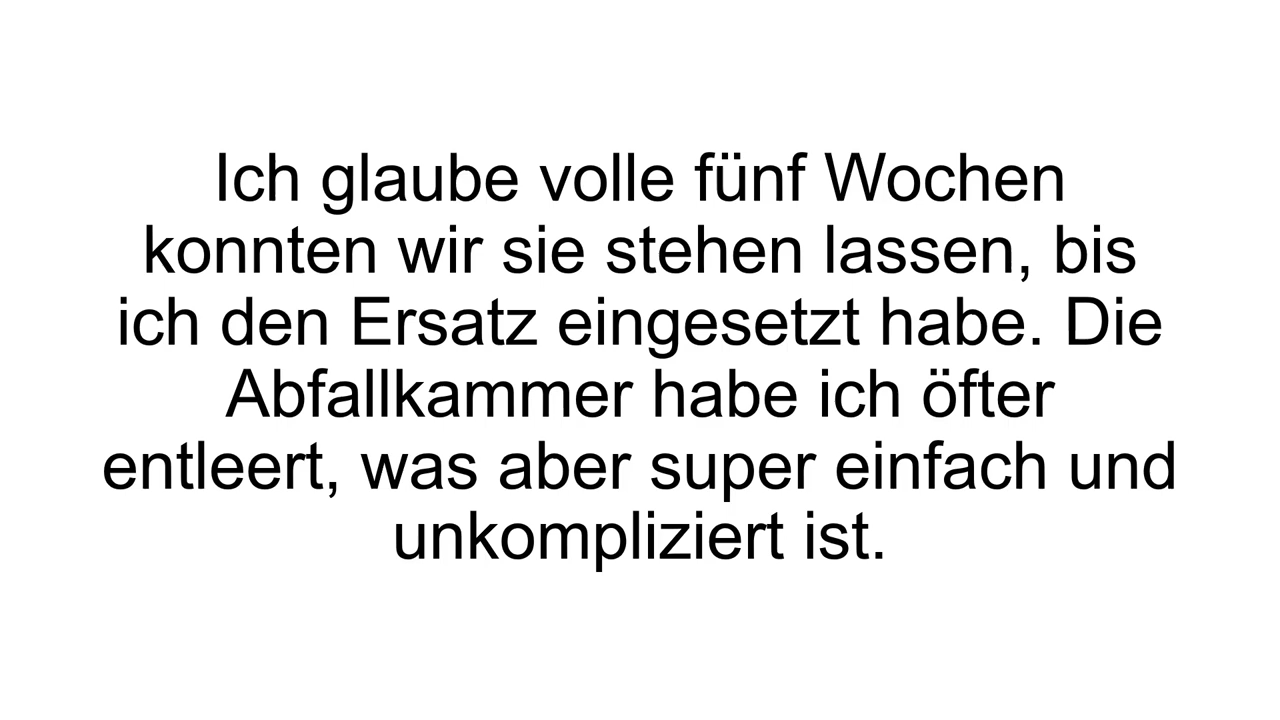 Ich glaube volle fünf Wochen
konnten wir sie stehen lassen, bis
ich den Ersatz eingesetzt habe. Die
Abfallkammer habe ich öfter
entleert, was aber super einfach und
unkompliziert ist.